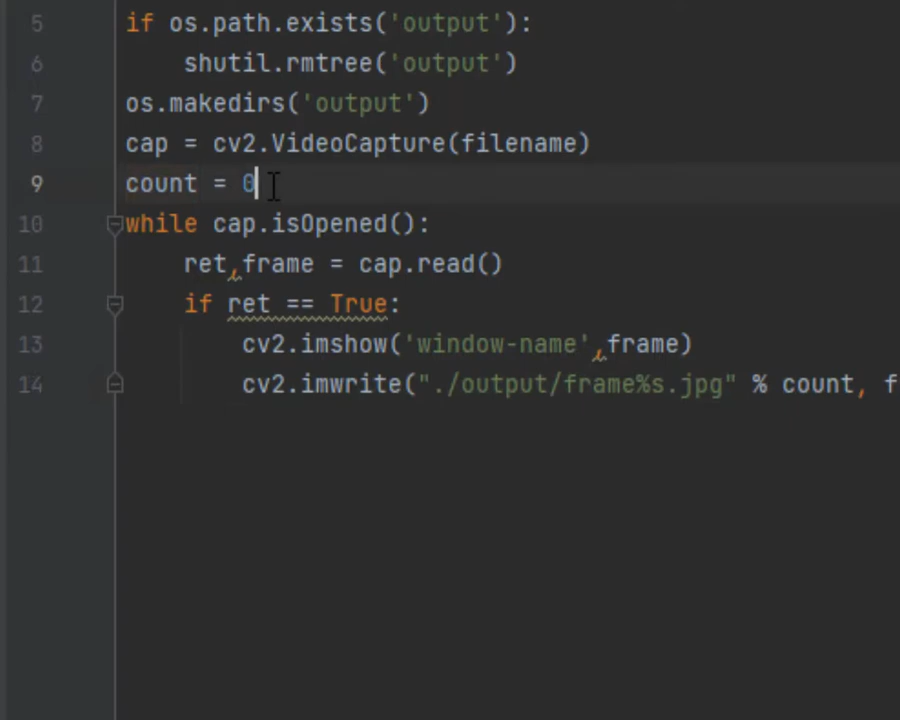 5 if os.path.exists('output'):
6 shutil.rmtree('output')
7 os.makedirs('output')
8 cap = cv2.VideoCapture(filename)
9 count = 0
10 while cap.isOpened():
11 ret,frame = cap.read()
12 if ret == True:
13 cv2.imshow('window-name',frame)
14 cv2.imwrite("./output/frame%s.jpg" % count, f